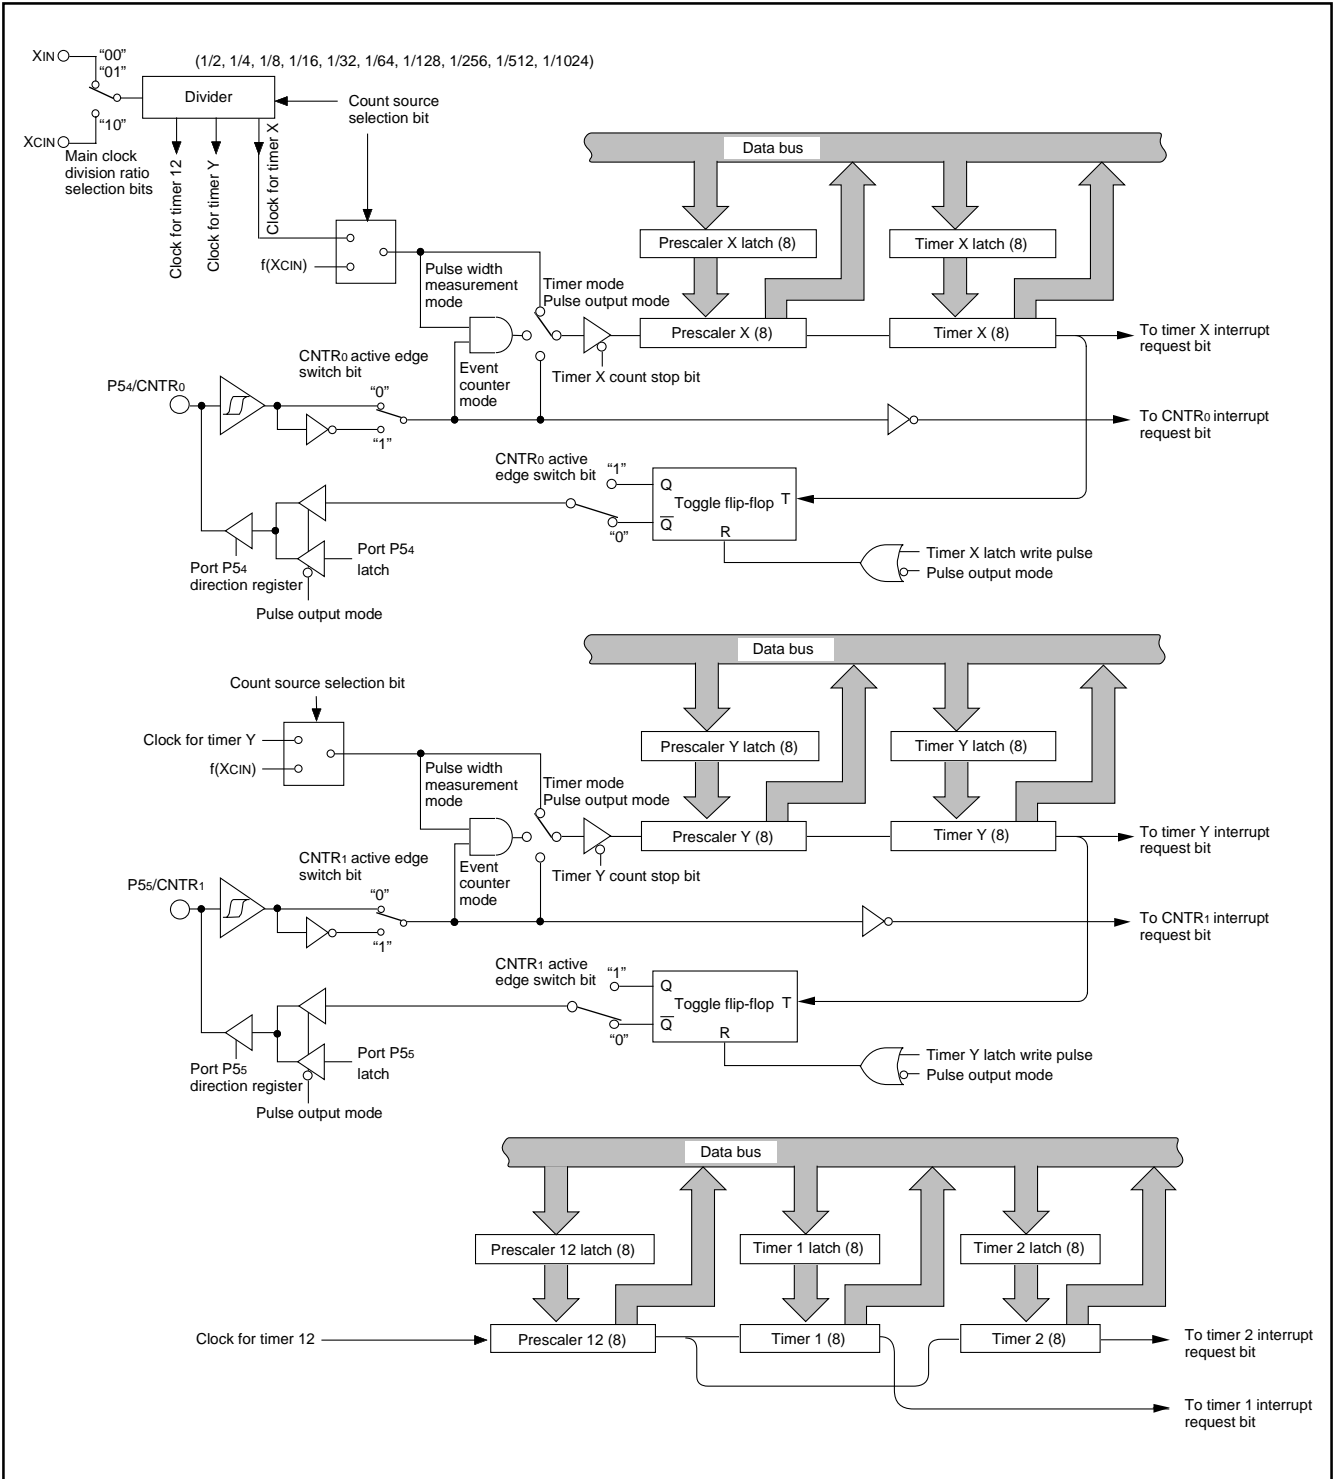 XIN
“00”
“01”
(1/2, 1/4, 1/8, 1/16, 1/32, 1/64, 1/128, 1/256, 1/512, 1/1024)
Divider
Count source
selection bit
“10”
XCIN
Main clock
division ratio
selection bits
Clock for timer 12
Clock for timer Y
Clock for timer X
f(XCIN)
Data bus
Prescaler X latch (8)
Timer X latch (8)
Pulse width
measurement
mode
Timer mode
Pulse output mode
Prescaler X (8)
Timer X (8)
To timer X interrupt
request bit
CNTR0 active edge
switch bit
Event
counter
mode
Timer X count stop bit
P54/CNTR0
“0”
“1”
To CNTR0 interrupt
request bit
CNTR0 active
edge switch bit
“1”
“0”
Q
Toggle flip-flop
T
Q
R
Port P54
direction register
Port P54
latch
Pulse output mode
Timer X latch write pulse
Pulse output mode
Data bus
Count source selection bit
Clock for timer Y
f(XCIN)
Prescaler Y latch (8)
Timer Y latch (8)
Pulse width
measurement
mode
Timer mode
Pulse output mode
Prescaler Y (8)
Timer Y (8)
To timer Y interrupt
request bit
CNTR1 active edge
switch bit
Event
counter
mode
Timer Y count stop bit
P55/CNTR1
“0”
“1”
To CNTR1 interrupt
request bit
CNTR1 active
edge switch bit
“1”
“0”
Q
Toggle flip-flop
T
Q
R
Port P55
direction register
Port P55
latch
Pulse output mode
Timer Y latch write pulse
Pulse output mode
Data bus
Prescaler 12 latch (8)
Timer 1 latch (8)
Timer 2 latch (8)
Clock for timer 12
Prescaler 12 (8)
Timer 1 (8)
Timer 2 (8)
To timer 2 interrupt
request bit
To timer 1 interrupt
request bit